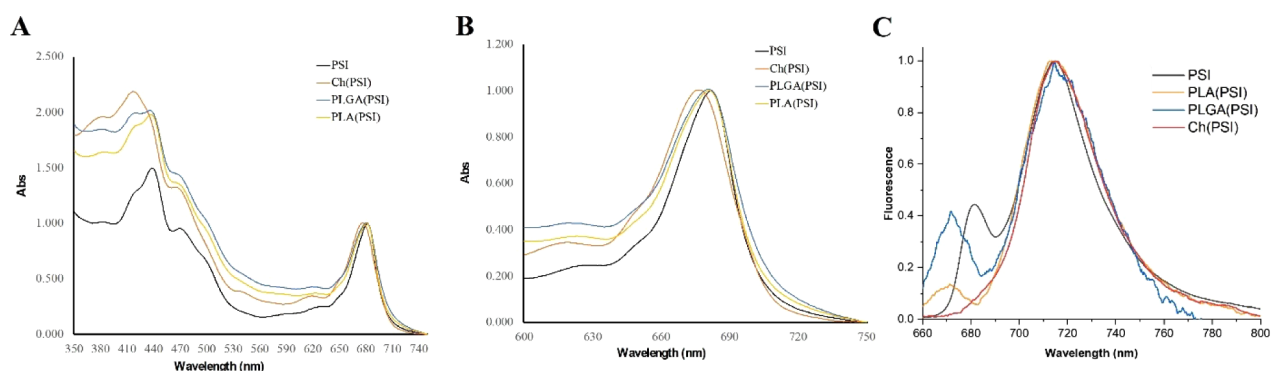 A
2.500
2.000
1.500
1.000
0.500
0.000
Abs
350 380 410 440 470 500 530 560 590 620 650 680 710 740
Wavelength (nm)
PSI
Ch(PSI)
PLGA(PSI)
PLA(PSI)
B
1.200
1.000
0.800
0.600
0.400
0.200
0.000
Abs
600 630 660 690 720 750
Wavelength (nm)
PSI
Ch(PSI)
PLGA(PSI)
PLA(PSI)
C
1.0
0.8
0.6
0.4
0.2
0.0
Fluorescence
660 680 700 720 740 760 780 800
Wavelength (nm)
PSI
PLA(PSI)
PLGA(PSI)
Ch(PSI)